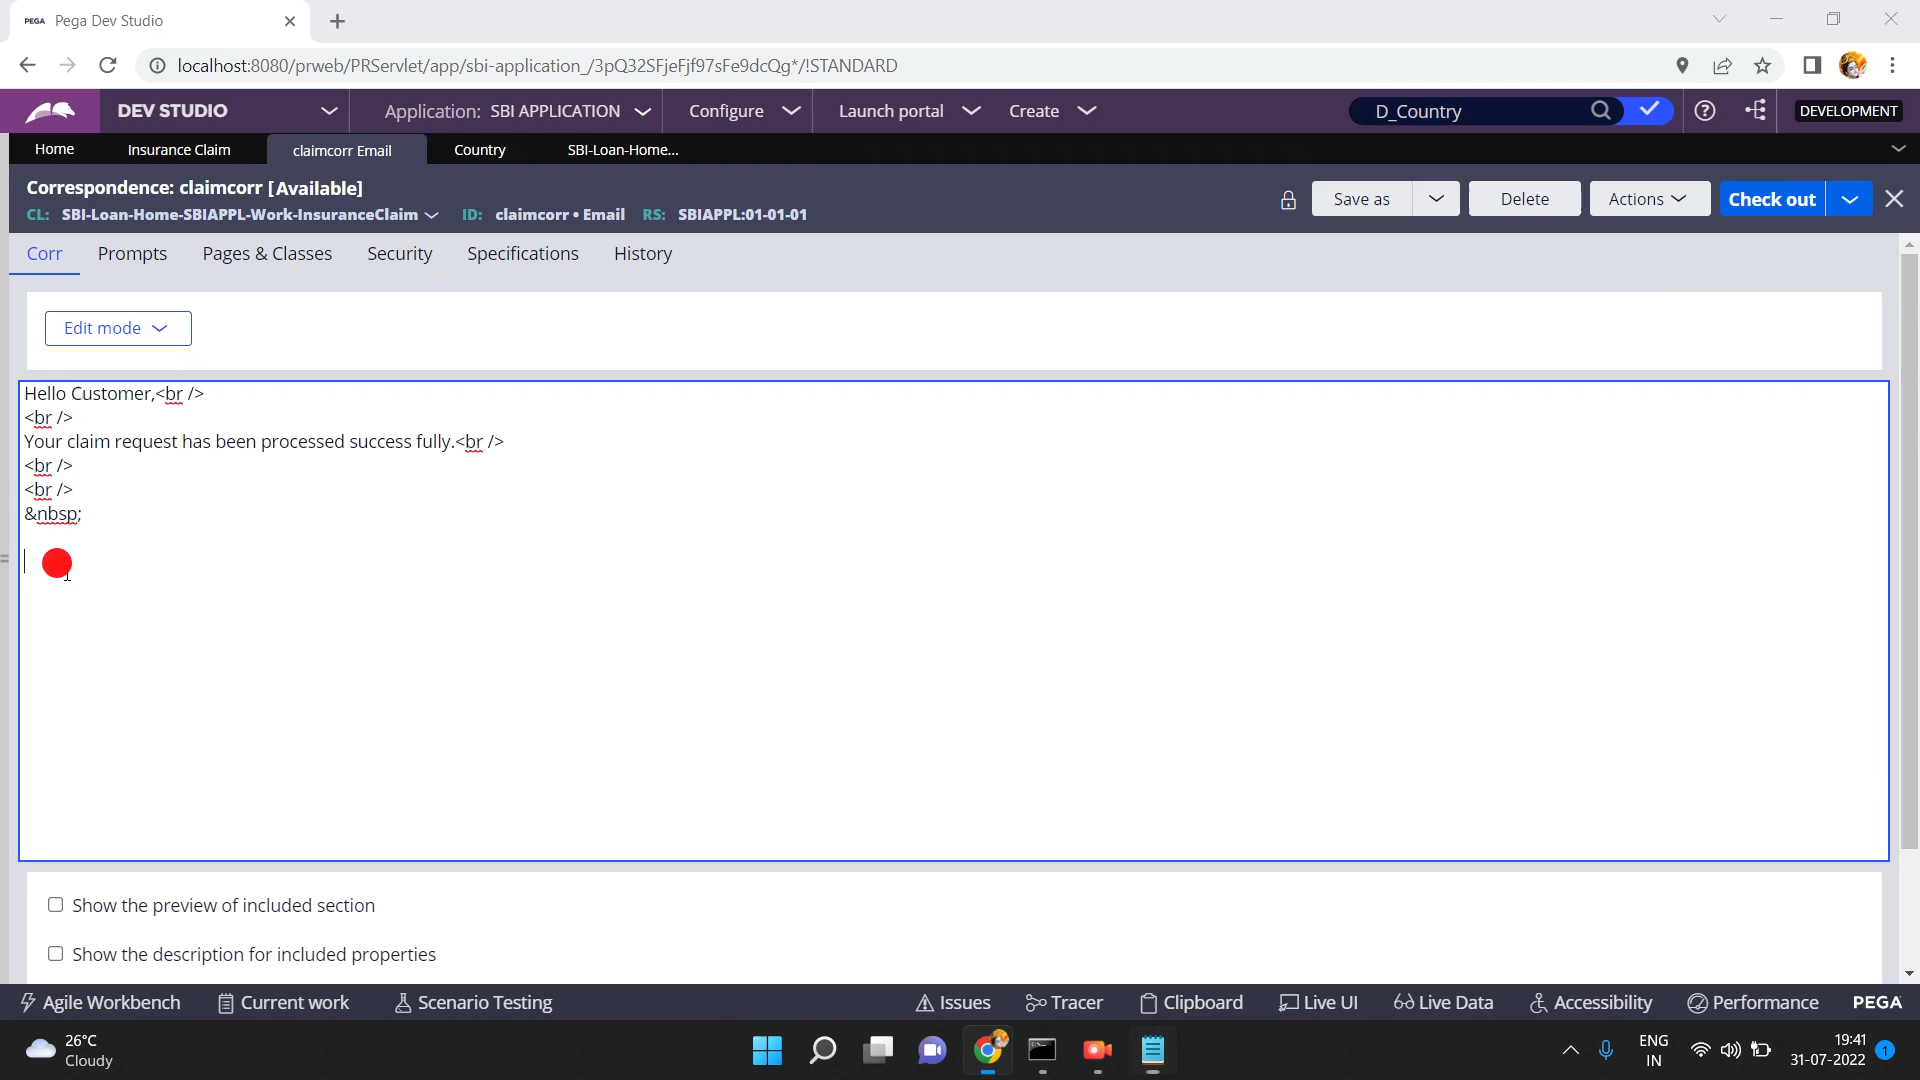 PEGA Pega Dev Studio
localhost:8080/prweb/PRServlet/app/sbi-application_/3pQ32SFjeFjf97sFe9dcQg*/!STANDARD
DEV STUDIO Application: SBI APPLICATION Configure Launch portal Create D_Country DEVELOPMENT
Home Insurance Claim claimcorr Email Country SBI-Loan-Home...
Correspondence: claimcorr [Available]
CL: SBI-Loan-Home-SBIAPPL-Work-InsuranceClaim ID: claimcorr • Email RS: SBIAPPL:01-01-01
Save as Delete Actions Check out
Corr Prompts Pages & Classes Security Specifications History
Edit mode
Hello Customer,<br />
<br />
Your claim request has been processed success fully.<br />
<br />
<br />
&nbsp;
Show the preview of included section
Show the description for included properties
Agile Workbench Current work Scenario Testing Issues Tracer Clipboard Live UI Live Data Accessibility Performance PEGA
26°C
Cloudy
ENG
IN
19:41
31-07-2022
1